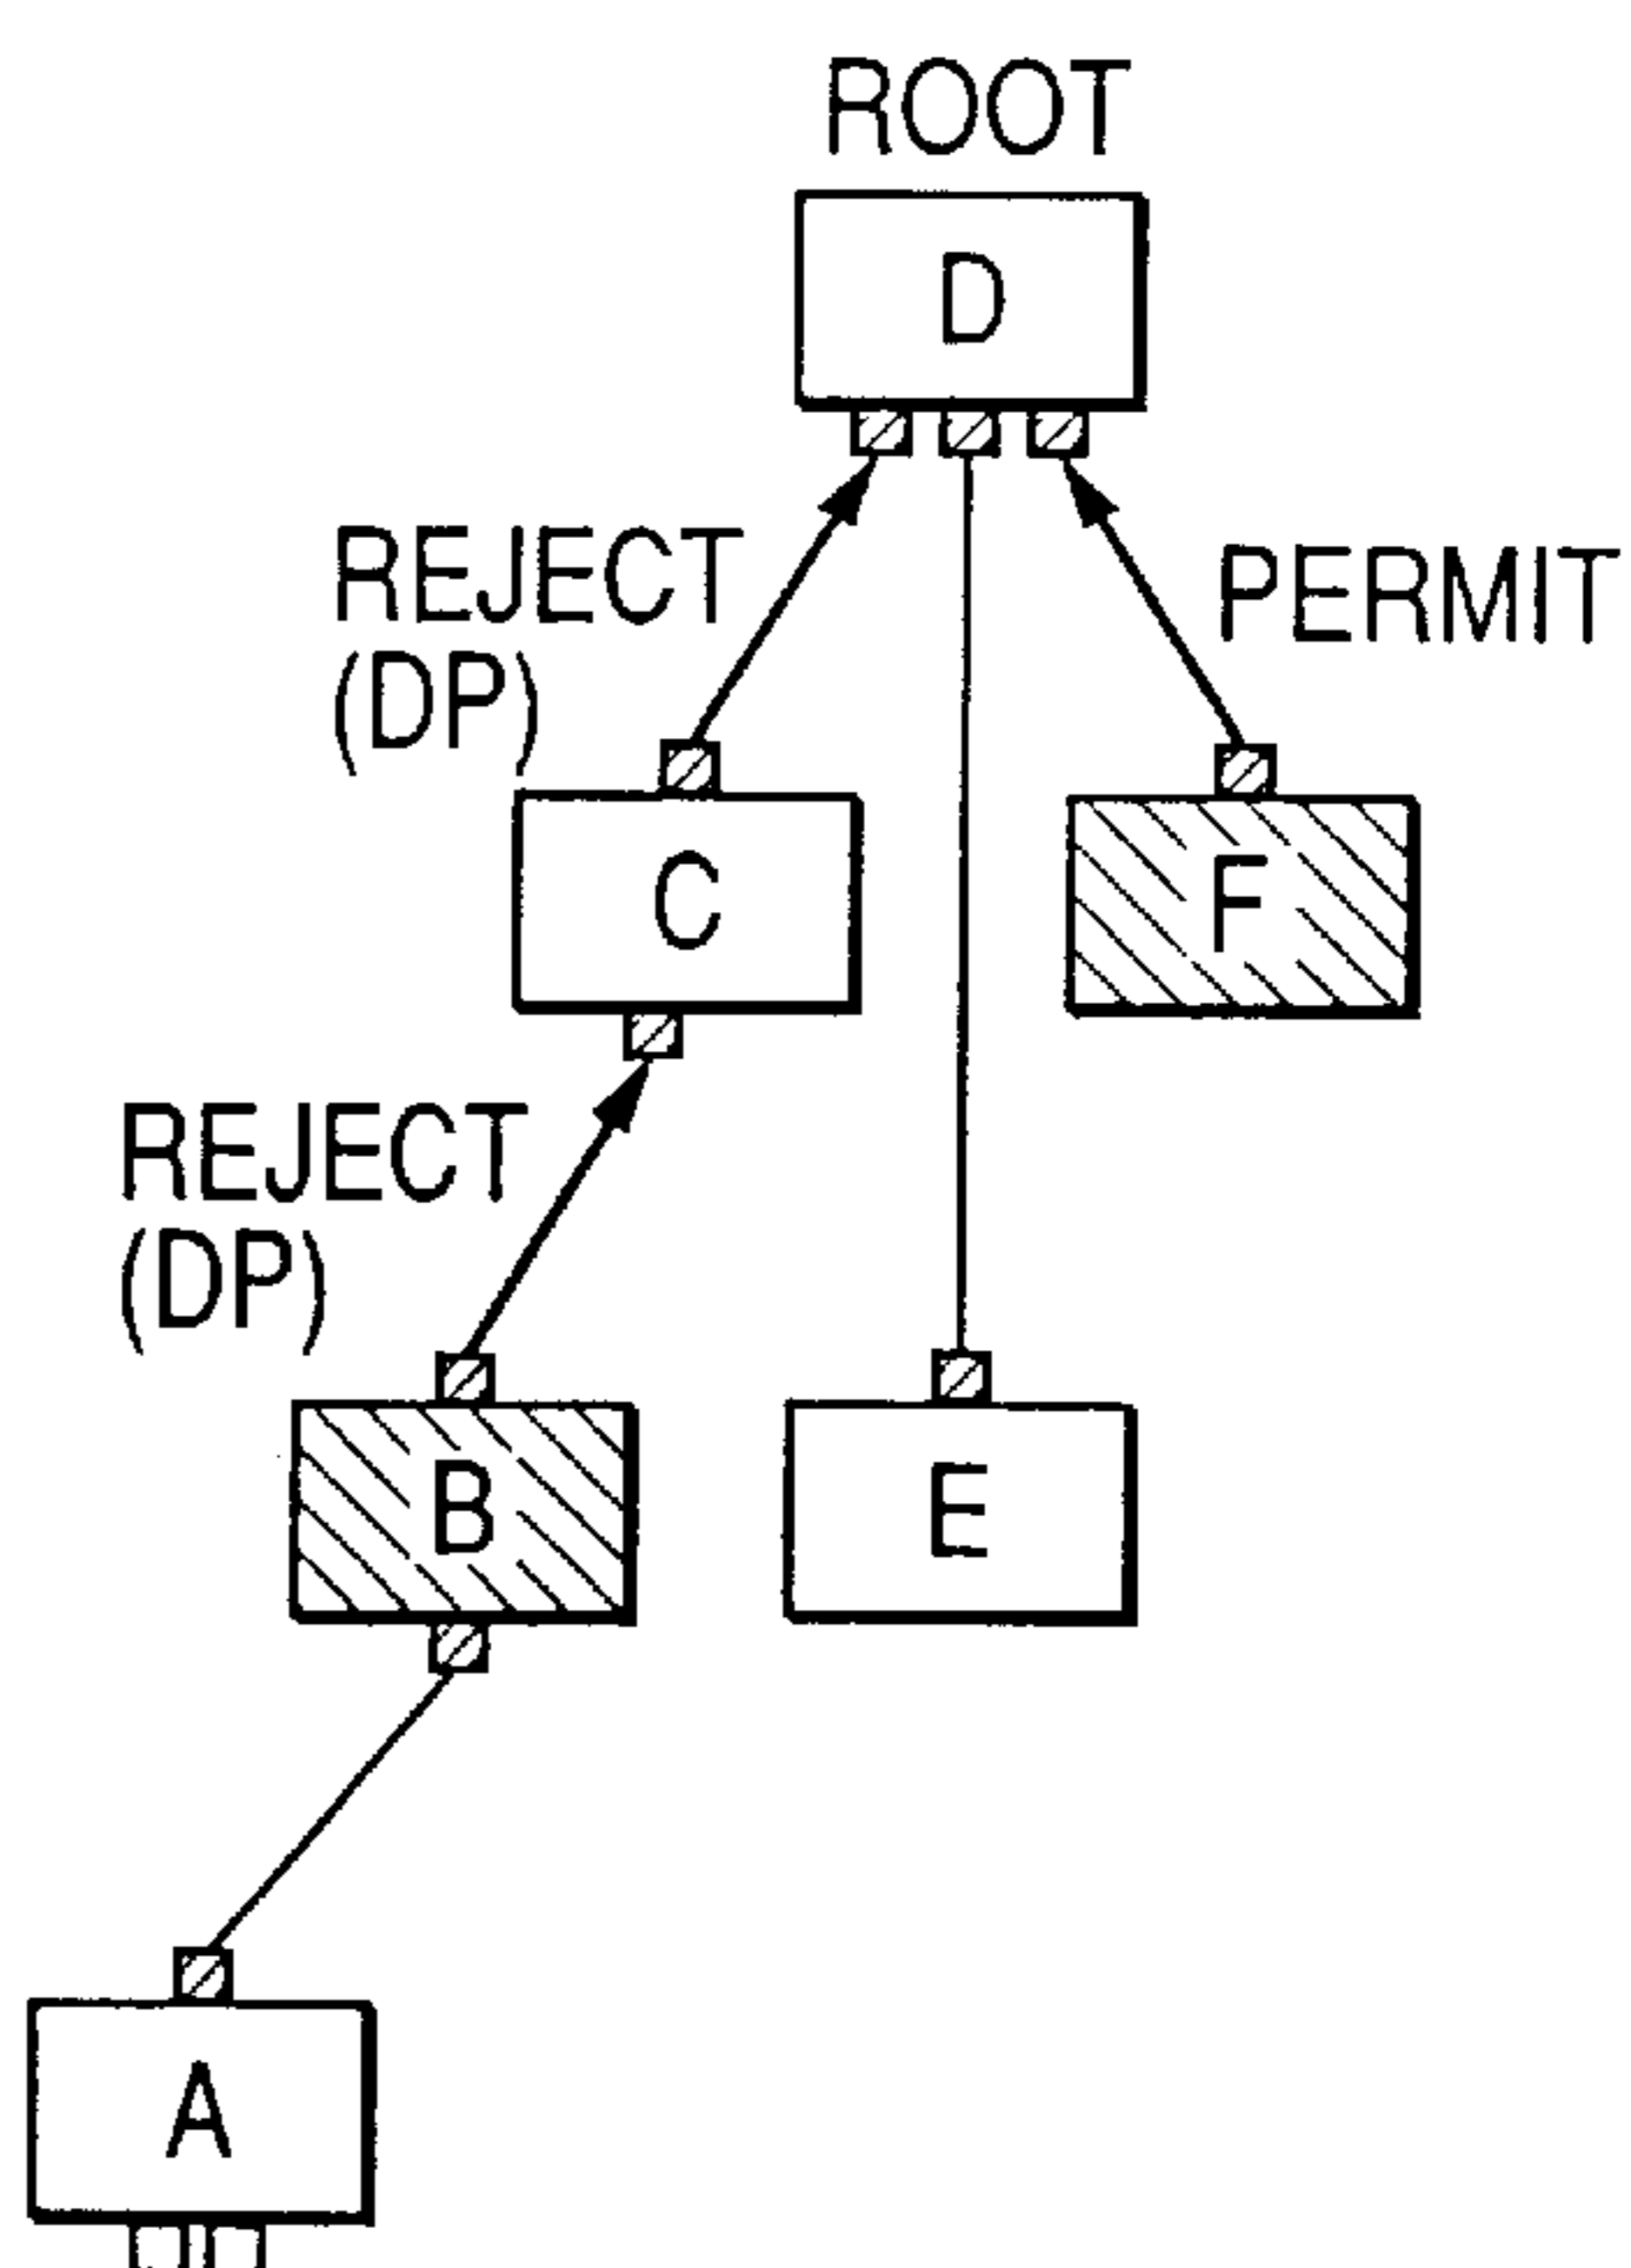 ROOT
D
REJECT
(DP)
PERMIT
C
F
REJECT
(DP)
B
E
A